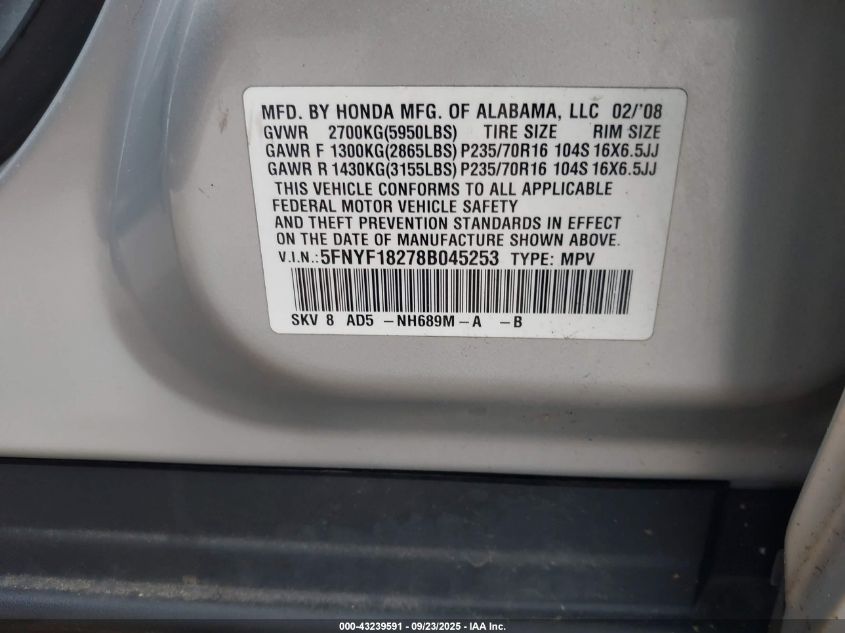 MFD. BY HONDA MFG. OF ALABAMA, LLC 02/'08
GVWR 2700KG(5950LBS) TIRE SIZE RIM SIZE
GAWR F 1300KG(2865LBS) P235/70R16 104S 16X6.5JJ
GAWR R 1430KG(3155LBS) P235/70R16 104S 16X6.5JJ
THIS VEHICLE CONFORMS TO ALL APPLICABLE
FEDERAL MOTOR VEHICLE SAFETY
AND THEFT PREVENTION STANDARDS IN EFFECT
ON THE DATE OF MANUFACTURE SHOWN ABOVE.
V.I.N.:5FNYF18278B045253 TYPE: MPV
SKV 8 AD5 -NH689M-A -B
000-43239591 - 09/23/2025 - IAA Inc.